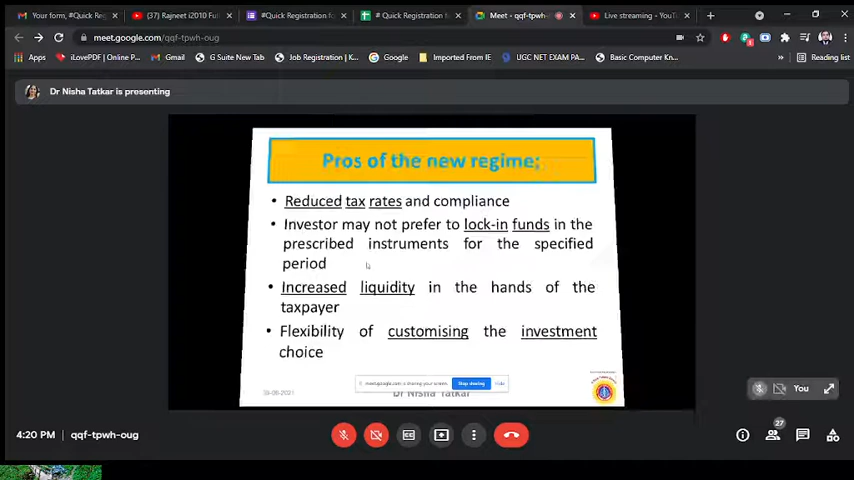 Your form, #Quick Regist
(37) Rajneet i2010 Full
#Quick Registration fo
# Quick Registration f
Meet - qqf-tpwh-
Live streaming - YouT
meet.google.com/qqf-tpwh-oug
Apps
iLovePDF | Online...
Gmail
G Suite New Tab
YouTube
Google
Imported From IE
UGC NET EXAM PA...
Basic Computer Kn...
Reading list
Dr Nisha Tatkar is presenting
Pros of the new regime;
• Reduced tax rates and compliance
• Investor may not prefer to lock-in funds in the
prescribed instruments for the specified
period
• Increased liquidity in the hands of the
taxpayer
• Flexibility of customising the investment
choice
meet.google.com is sharing your screen.
Stop sharing
Hide
Dr Nisha Tatkar
You
27
4:20 PM | qqf-tpwh-oug